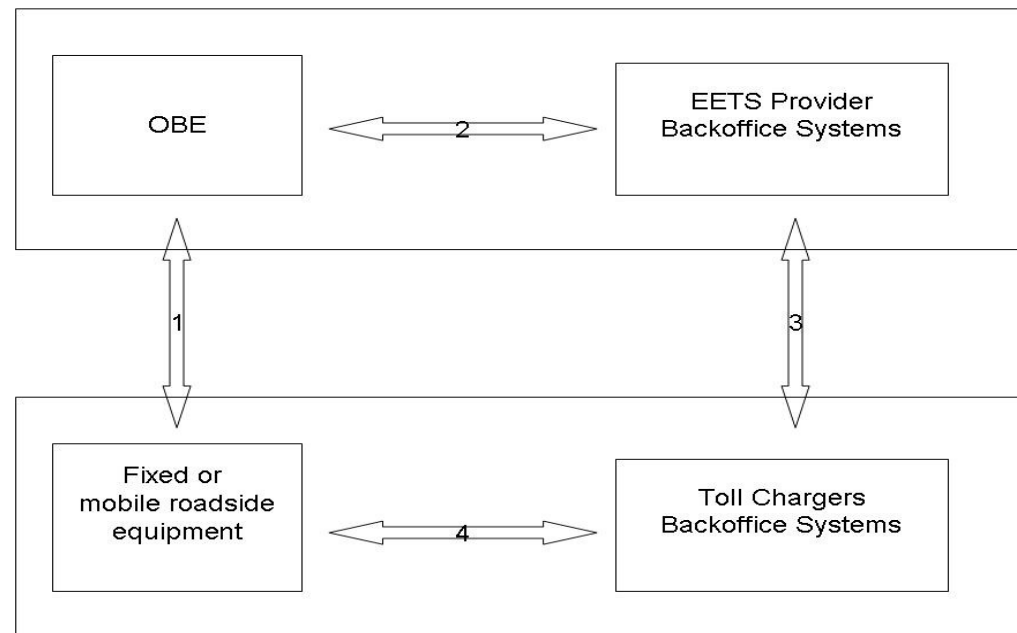 OBE
2
EETS Provider
Backoffice Systems
1
3
Fixed or
mobile roadside
equipment
4
Toll Chargers
Backoffice Systems